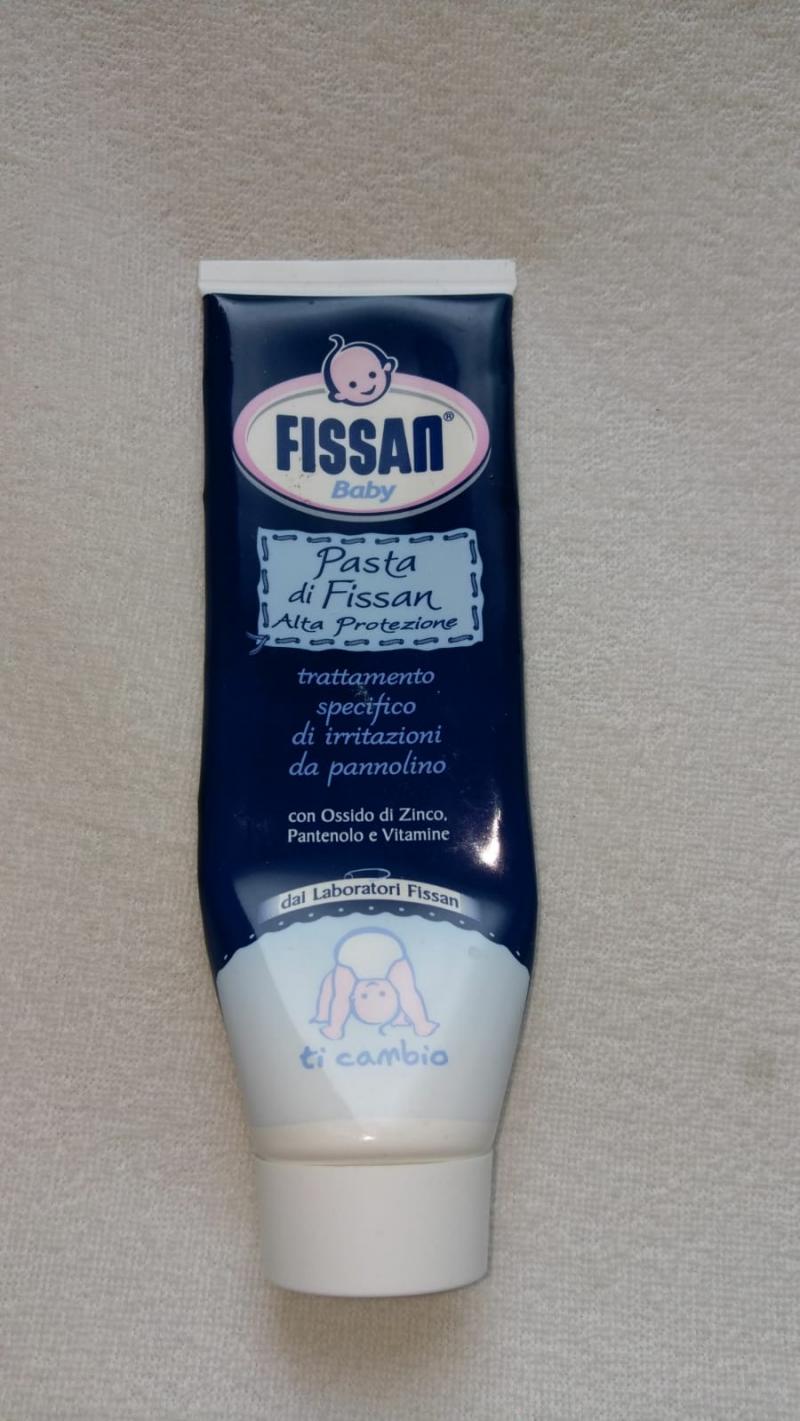 FISSAN®
Baby
Pasta
di Fissan
Alta Protezione
trattamento
specifico
di irritazioni
da pannolino
con Ossido di Zinco,
Pantenolo e Vitamine
dai Laboratori Fissan
ti cambio